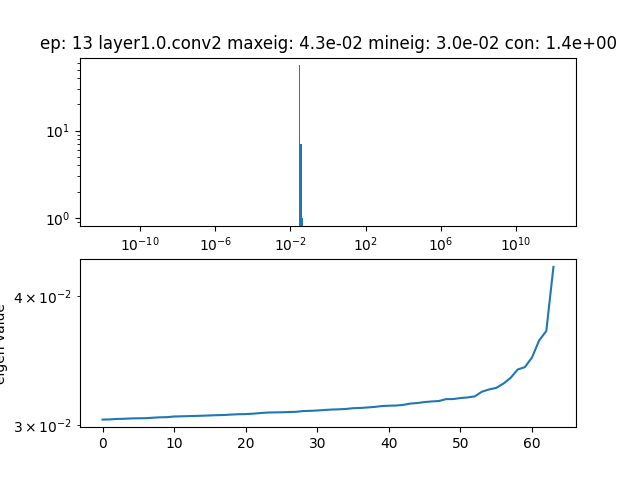 ep: 13 layer1.0.conv2 maxeig: 4.3e-02 mineig: 3.0e-02 con: 1.4e+00
10¹
10⁰
10⁻¹⁰ 10⁻⁶ 10⁻² 10² 10⁶ 10¹⁰
4 × 10⁻²
3 × 10⁻²
eigen value
0 10 20 30 40 50 60